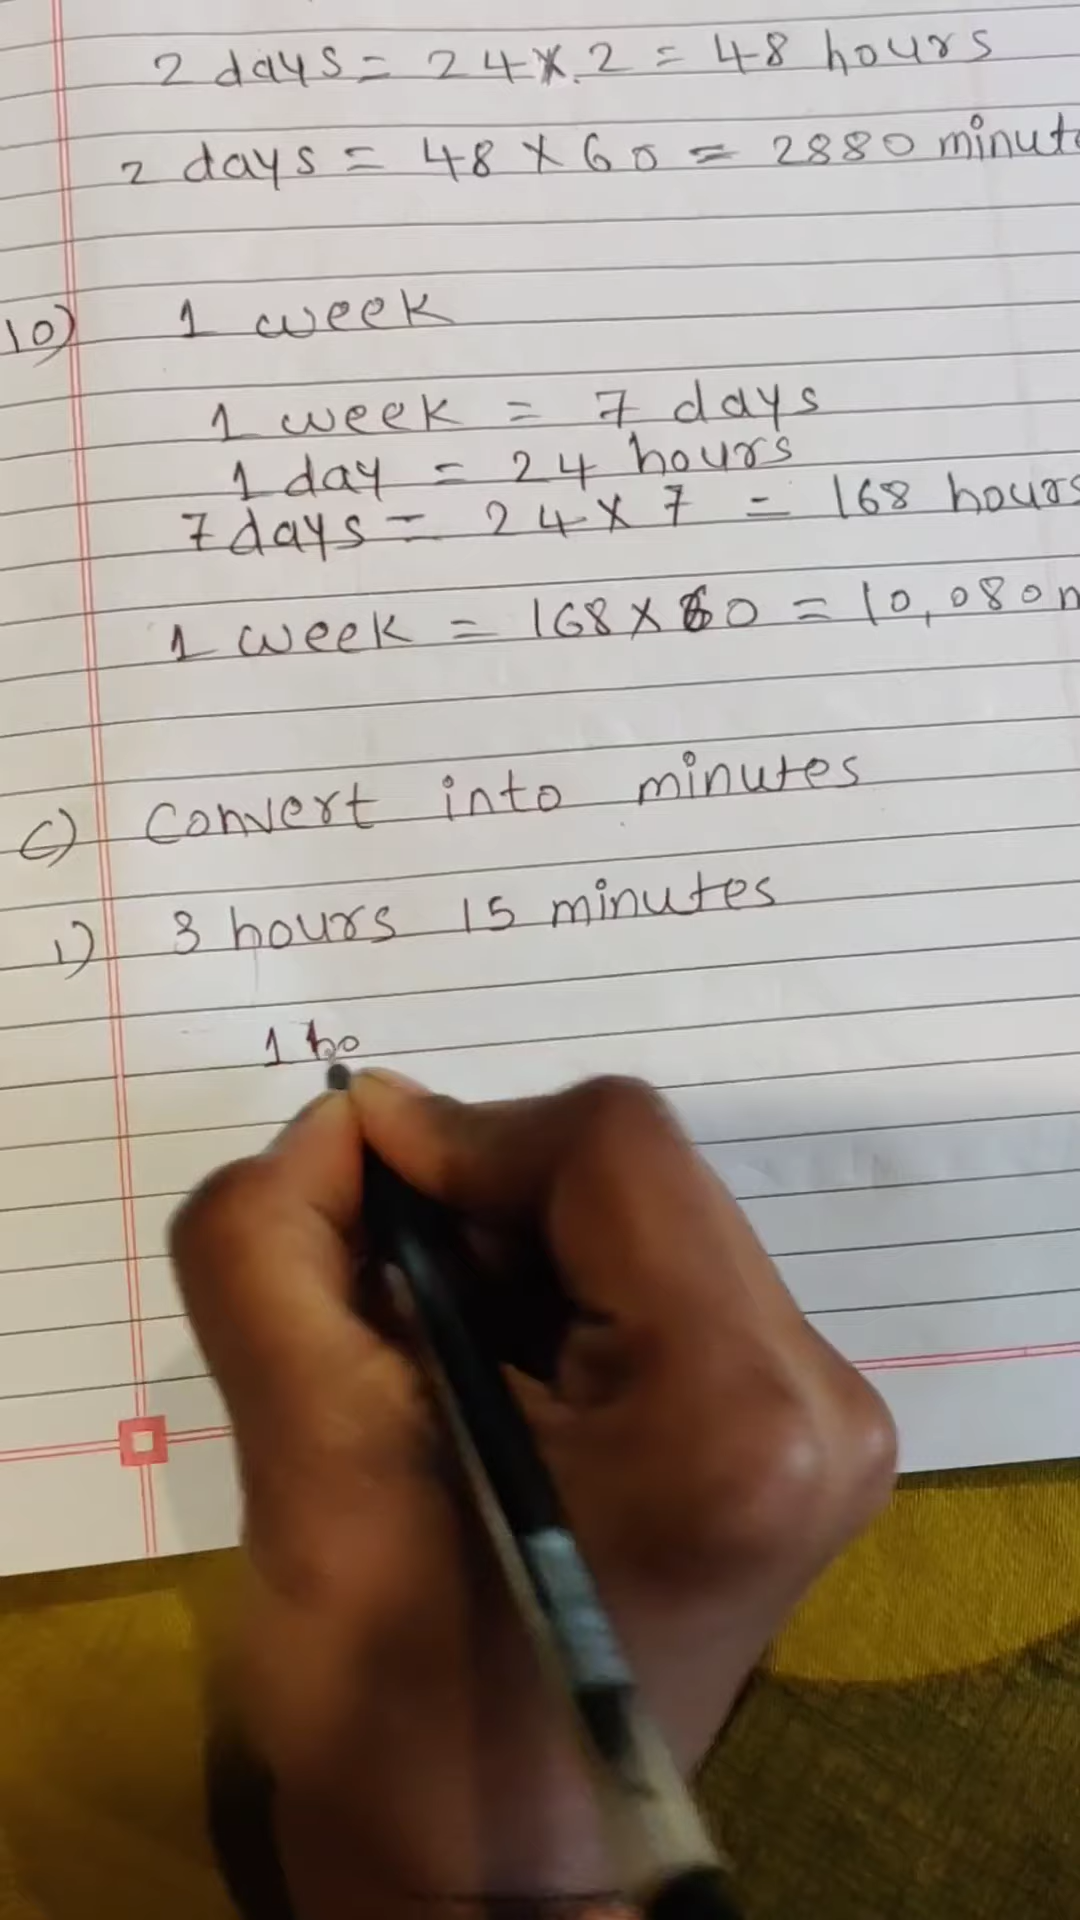 2 days = 24 x 2 = 48 hours
2 days = 48 x 60 = 2880 minut
10) 1 week
1 week = 7 days
1 day = 24 hours
7 days = 24 x 7 = 168 hours
1 week = 168 x 60 = 10,080 m
c) Convert into minutes
1) 3 hours 15 minutes
1 ho